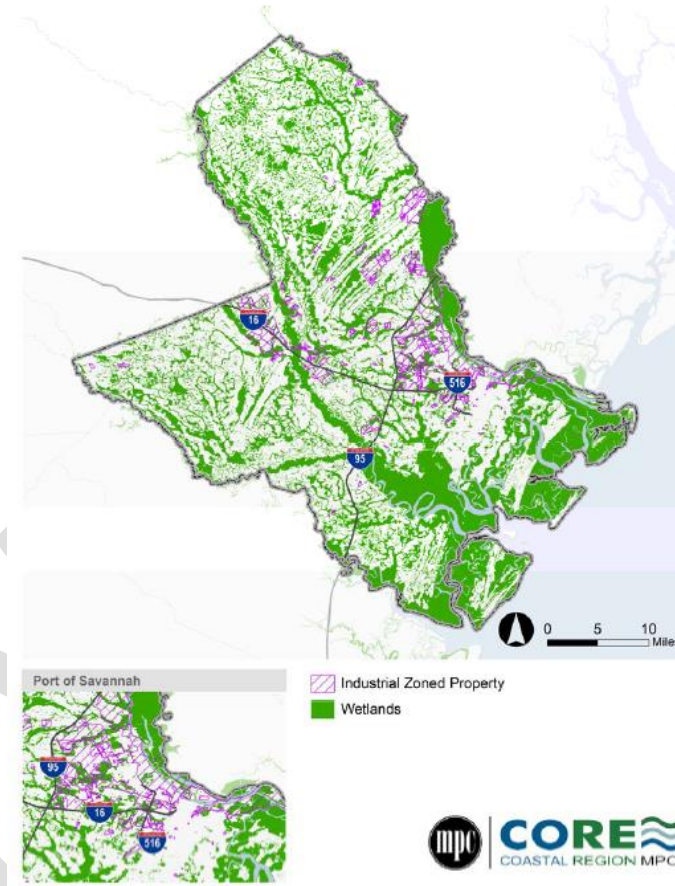 16
516
95
0 5 10
Miles
Port of Savannah
95
16
516
Industrial Zoned Property
Wetlands
mpc
CORE
COASTAL REGION MPO